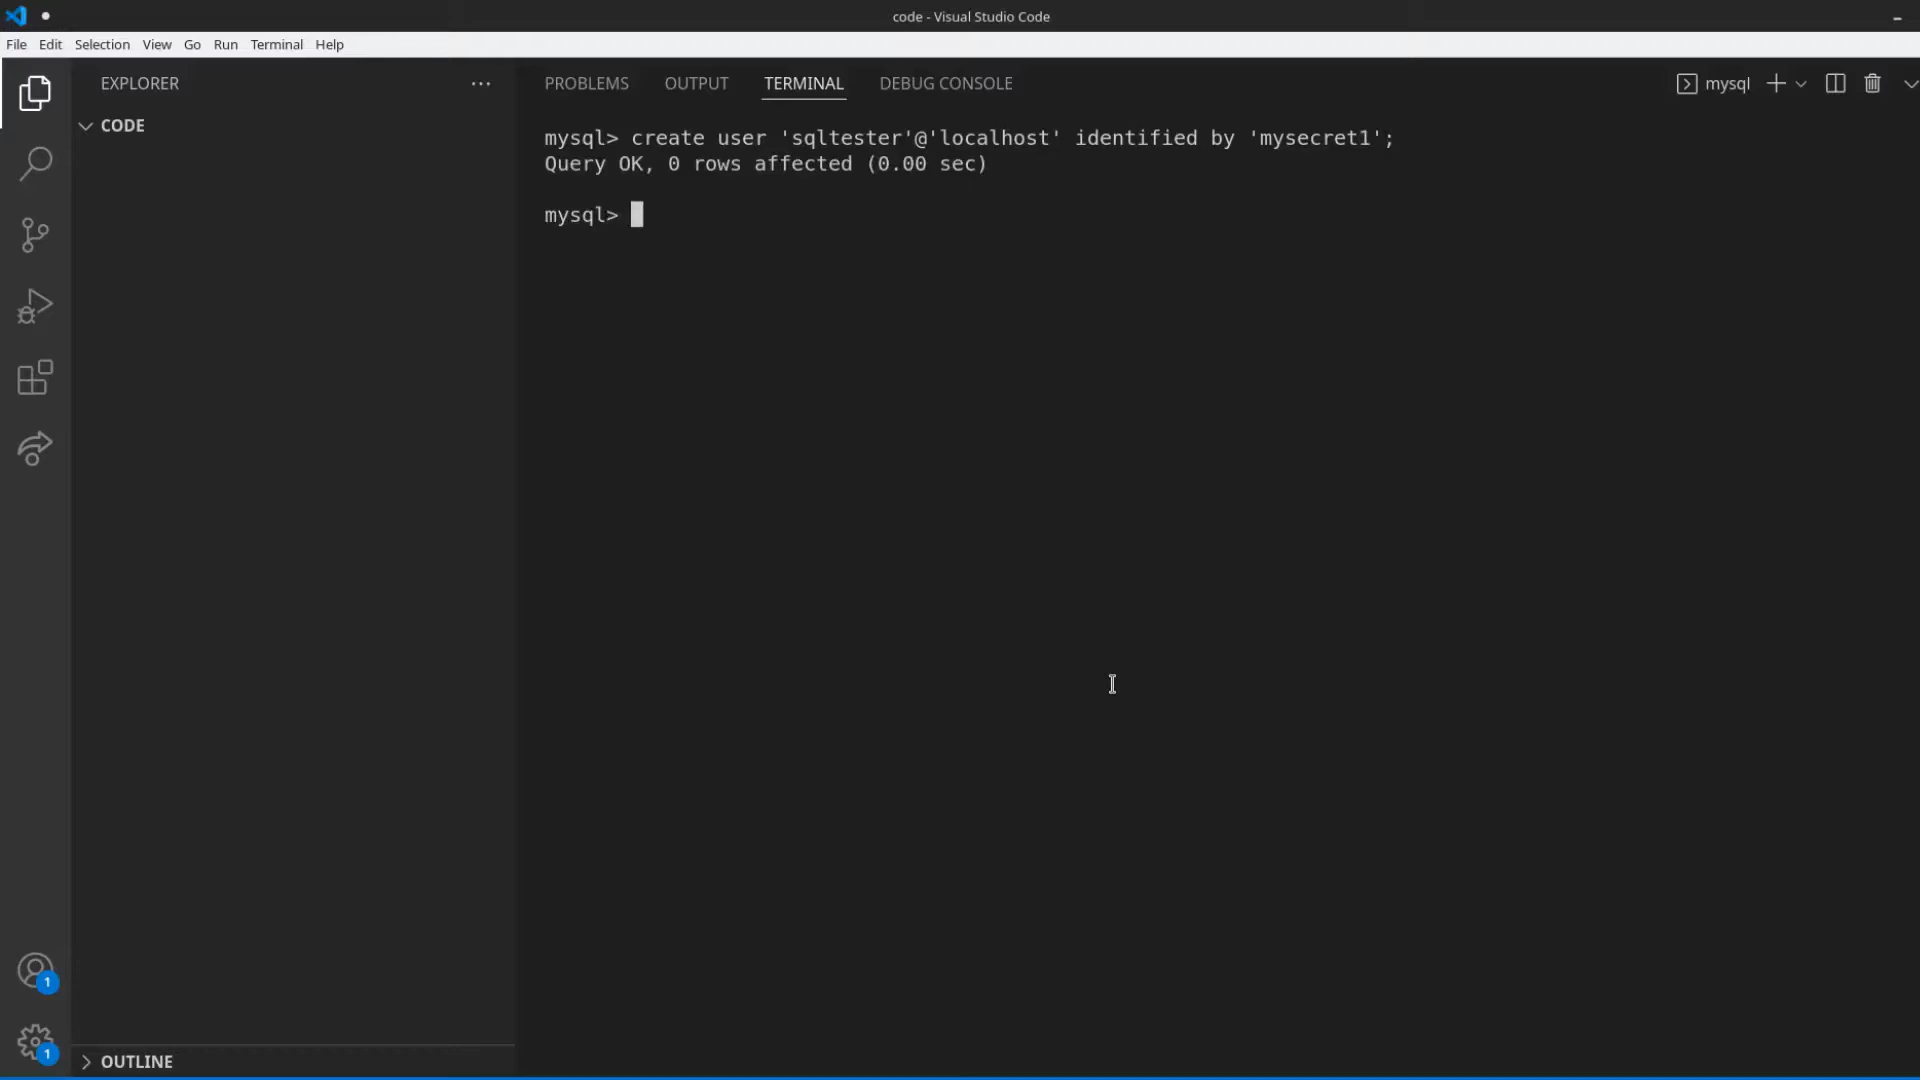 code - Visual Studio Code
File Edit Selection View Go Run Terminal Help
EXPLORER
CODE
PROBLEMS OUTPUT TERMINAL DEBUG CONSOLE
mysql
mysql> create user 'sqltester'@'localhost' identified by 'mysecret1';
Query OK, 0 rows affected (0.00 sec)
mysql>
1
1
OUTLINE